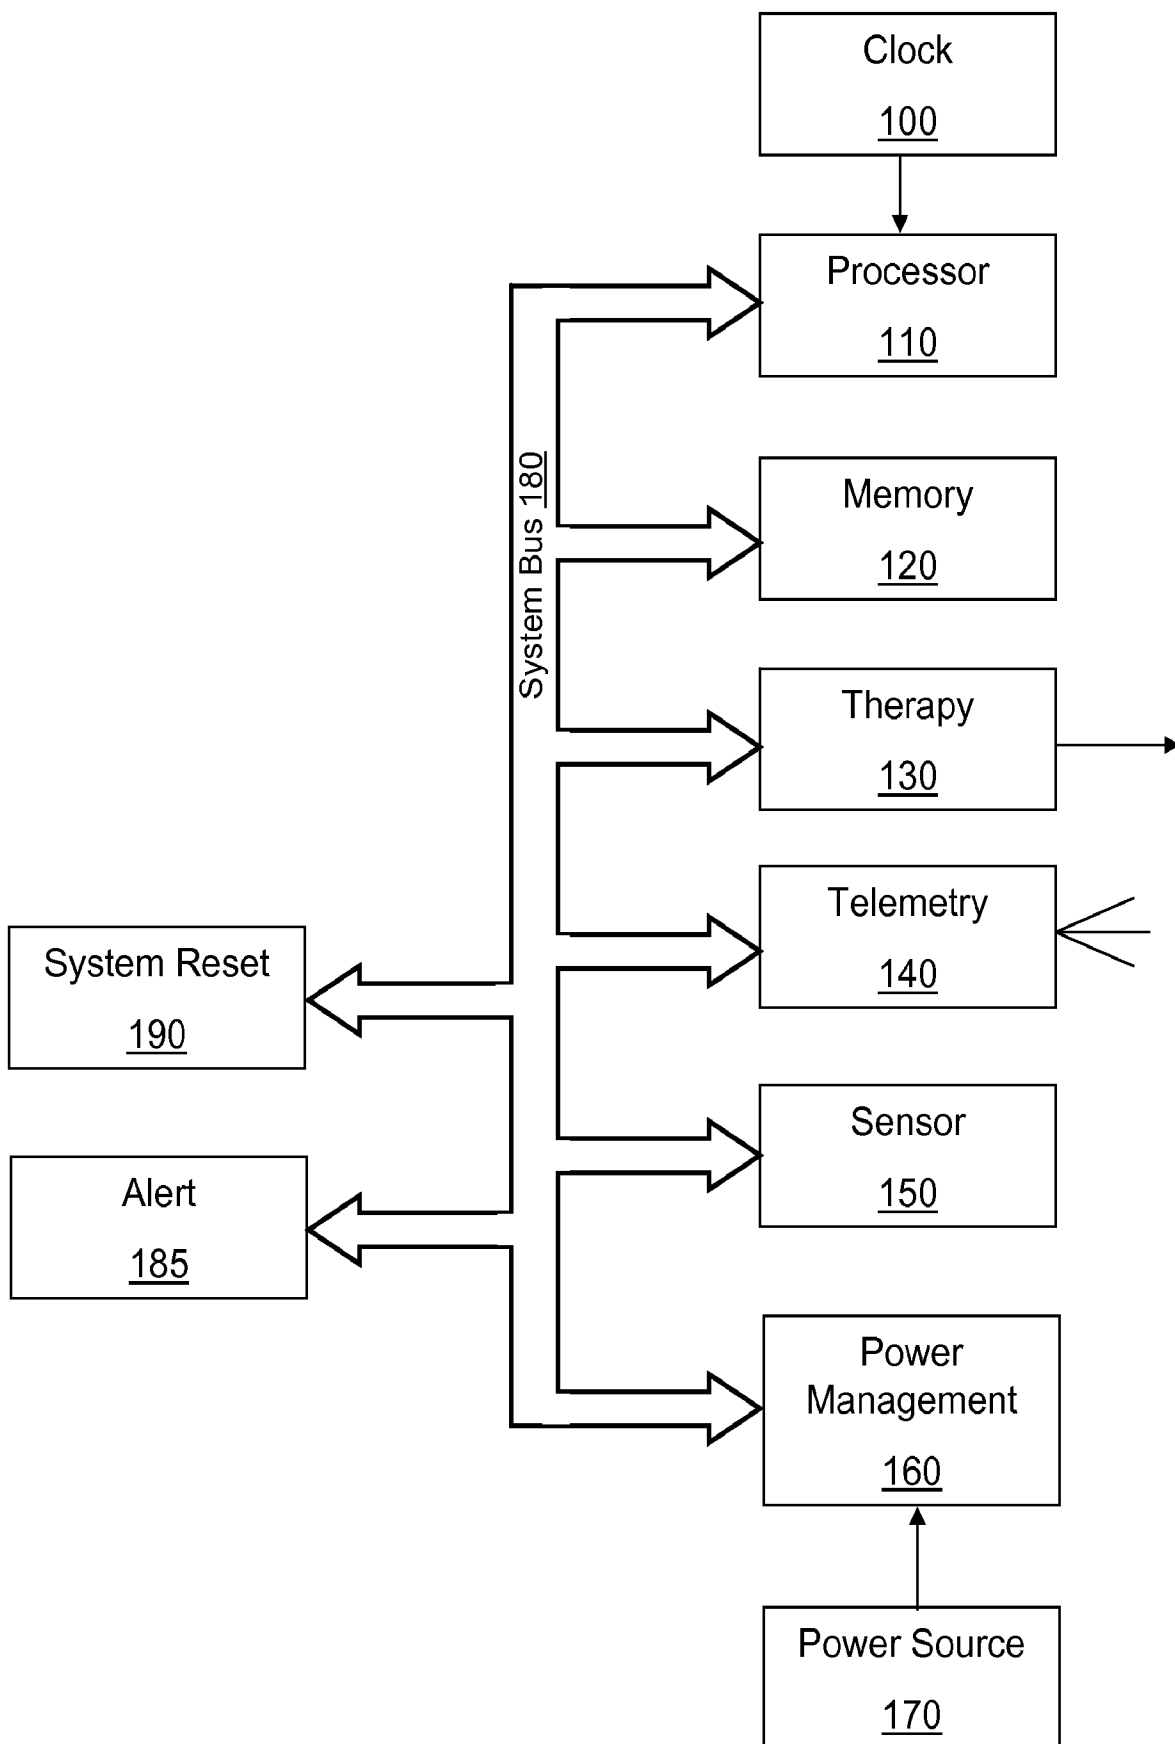 Clock
100
Processor
110
System Bus 180
Memory
120
Therapy
130
Telemetry
140
System Reset
190
Sensor
150
Alert
185
Power
Management
160
Power Source
170